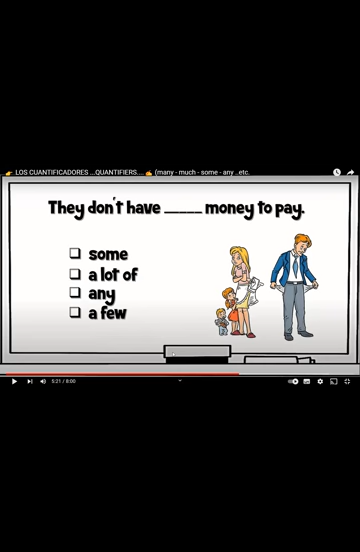 👉 LOS CUANTIFICADORES ...QUANTIFIERS.... ✍ (many - much - some - any ..etc.
They don't have _____ money to pay.
some
a lot of
any
a few
5:21 / 8:00